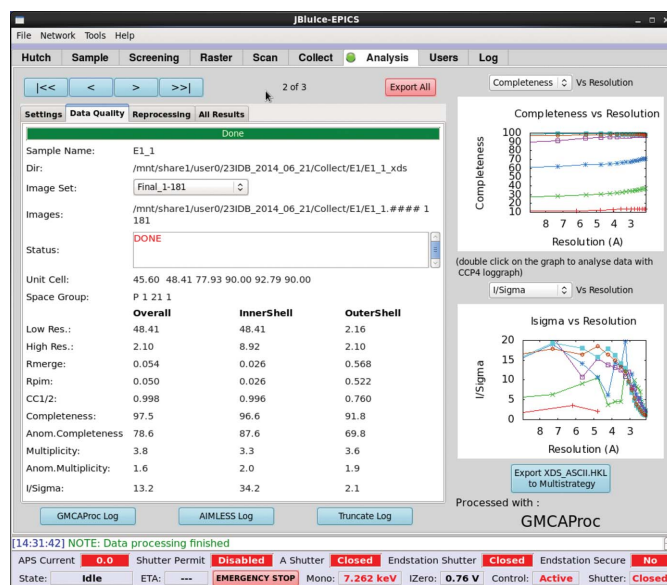 JBluIce-EPICS
File Network Tools Help
Hutch Sample Screening Raster Scan Collect Analysis Users Log
|<< < > >>| 2 of 3 Export All
Settings Data Quality Reprocessing All Results
Done
Sample Name: E1_1
Dir: /mnt/share1/user0/23IDB_2014_06_21/Collect/E1/E1_1_xds
Image Set: Final_1-181
Images: /mnt/share1/user0/23IDB_2014_06_21/Collect/E1/E1_1.#### 1
181
Status: DONE
Unit Cell: 45.60 48.41 77.93 90.00 92.79 90.00
Space Group: P 1 21 1
Overall InnerShell OuterShell
Low Res.: 48.41 48.41 2.16
High Res.: 2.10 8.92 2.10
Rmerge: 0.054 0.026 0.568
Rpim: 0.050 0.026 0.522
CC1/2: 0.998 0.996 0.760
Completeness: 97.5 96.6 91.8
Anom.Completeness 78.6 87.6 69.8
Multiplicity: 3.8 3.3 3.6
Anom.Multiplicity: 1.6 2.0 1.9
I/Sigma: 13.2 34.2 2.1
GMCAProc Log AIMLESS Log Truncate Log
Completeness Vs Resolution
Completeness vs Resolution
Completeness
100
90
80
70
60
50
40
30
20
10
8 7 6 5 4 3
Resolution (A)
(double click on the graph to analyse data with
CCP4 loggraph)
I/Sigma Vs Resolution
Isigma vs Resolution
I/Sigma
20
15
10
5
0
8 7 6 5 4 3
Resolution (A)
Export XDS_ASCII.HKL
to Multistrategy
Processed with :
GMCAProc
[14:31:42] NOTE: Data processing finished
APS Current 0.0 Shutter Permit Disabled A Shutter Closed Endstation Shutter Closed Endstation Secure No
State: Idle ETA: --- EMERGENCY STOP Mono: 7.262 keV IZero: 0.76 V Control: Active Shutter: Closed